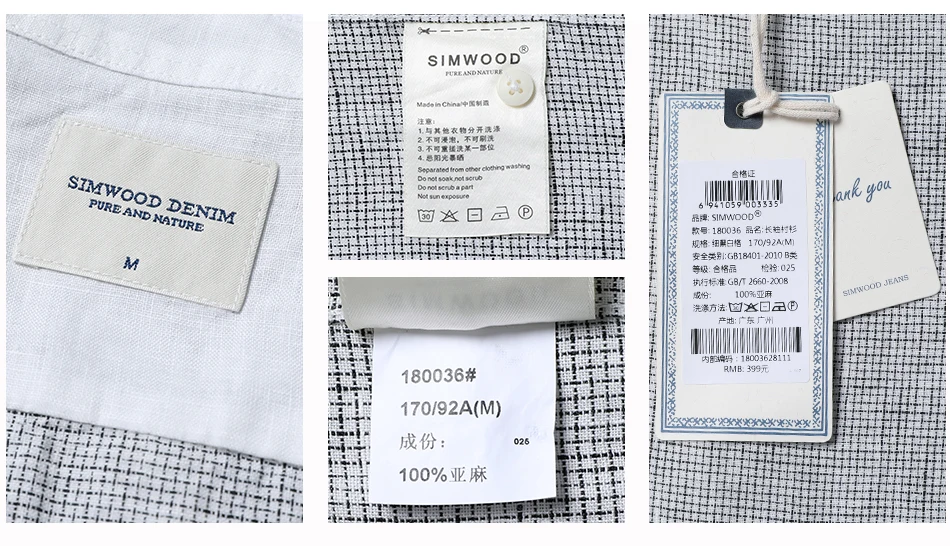 SIMWOOD DENIM
PURE AND NATURE
M
SIMWOOD®
PURE AND NATURE
Made in China/中国制造
注意:
1.与其他衣物分开洗涤
2.不可浸泡，不可刷洗
3.不可重搓洗某一部位
4.忌阳光暴晒
Separated from other clothing washing
Do not soak,not scrub
Do not scrub a part
Not sun exposure
30
P
180036#
170/92A(M)
成份:
025
100%亚麻
合格证
6 941059 003335
品牌: SIMWOOD®
款号: 180036 品名:长袖衬衫
规格: 细黑白格 170/92A(M)
安全类别:GB18401-2010 B类
等级: 合格品 检验: 025
执行标准: GB/T 2660-2008
成份: 100%亚麻
洗涤方法:
产地: 广东 广州
内部编码: 18003628111
RMB: 399元
ank you
SIMWOOD JEANS